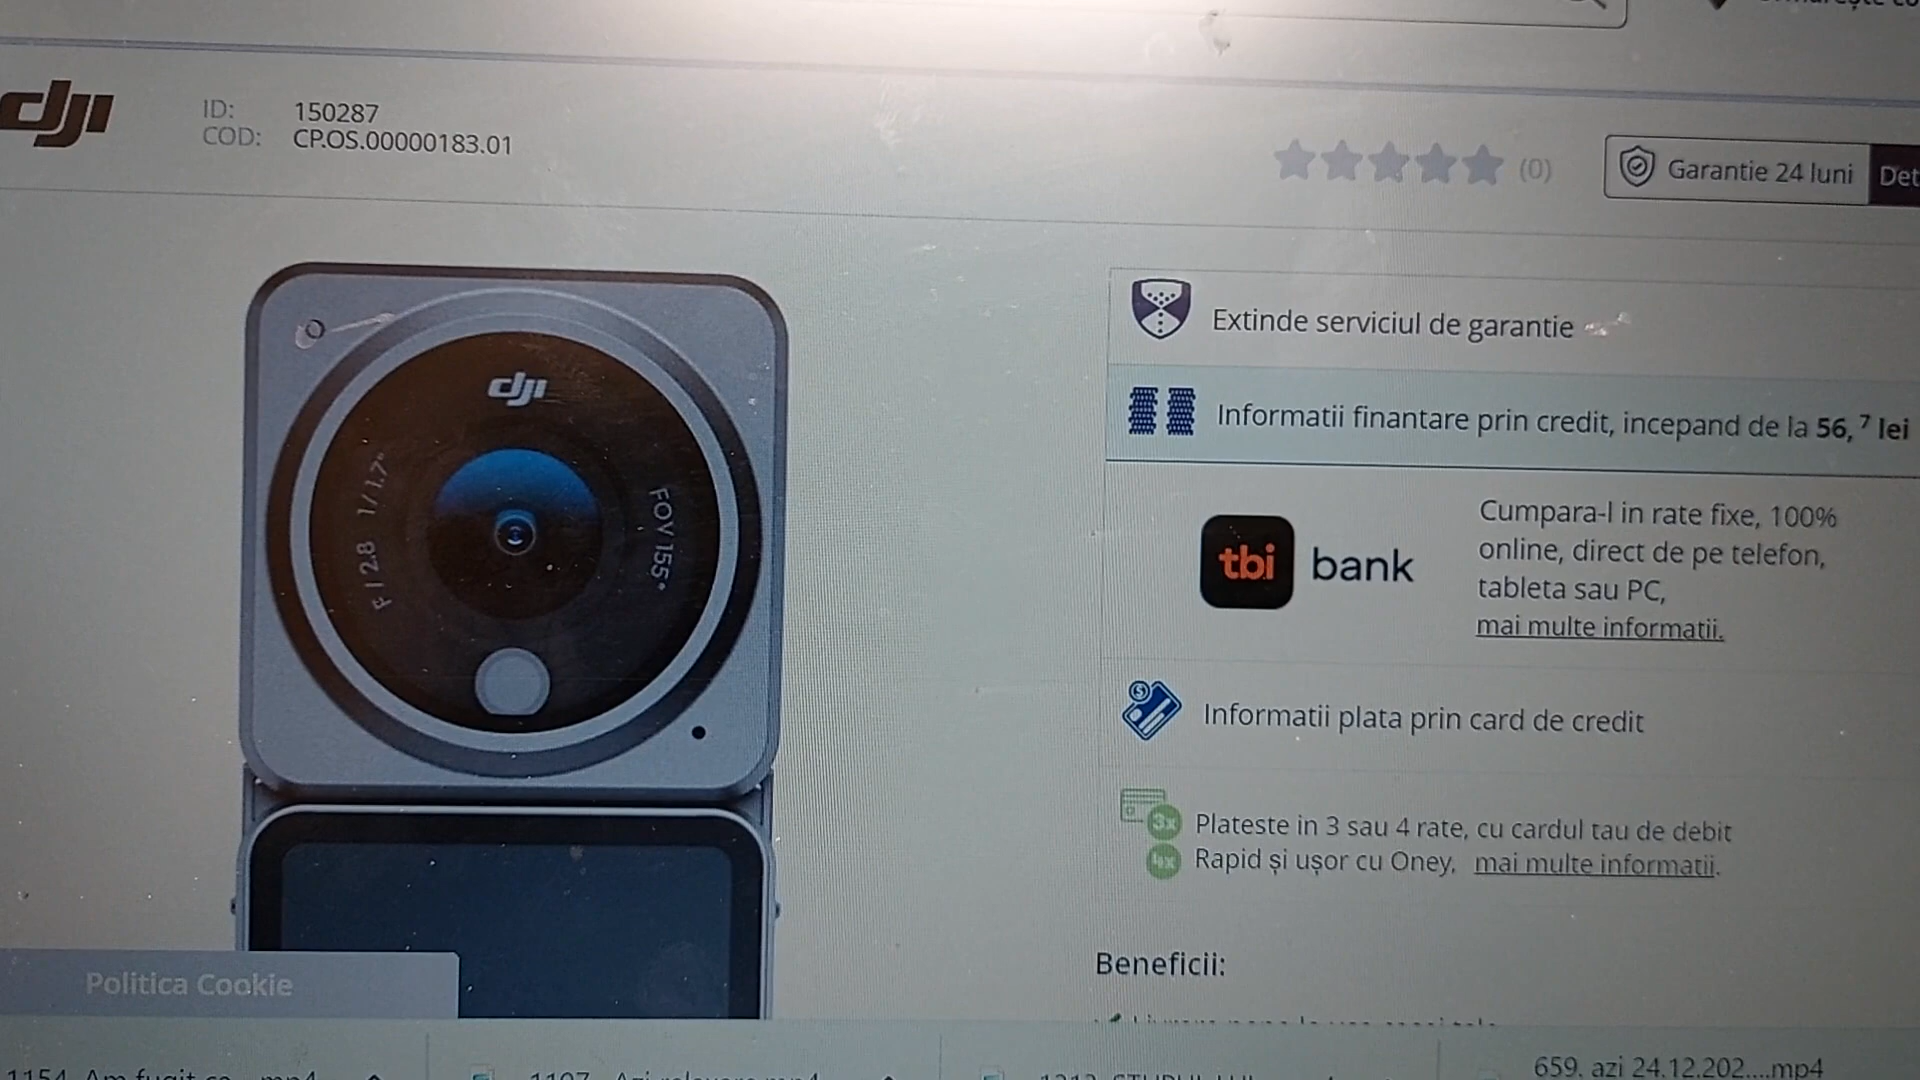 dji
ID: 150287
COD: CP.OS.00000183.01
(0)
Garantie 24 luni
dji
F | 2.8 1/1.7"
FOV 155°
Extinde serviciul de garantie
Informatii finantare prin credit, incepand de la 56,7 lei
tbi bank
Cumpara-l in rate fixe, 100%
online, direct de pe telefon,
tableta sau PC,
mai multe informatii.
Informatii plata prin card de credit
3x
4x
Plateste in 3 sau 4 rate, cu cardul tau de debit
Rapid și ușor cu Oney, mai multe informatii.
Beneficii:
Politica Cookie
659. azi 24.12.202....mp4